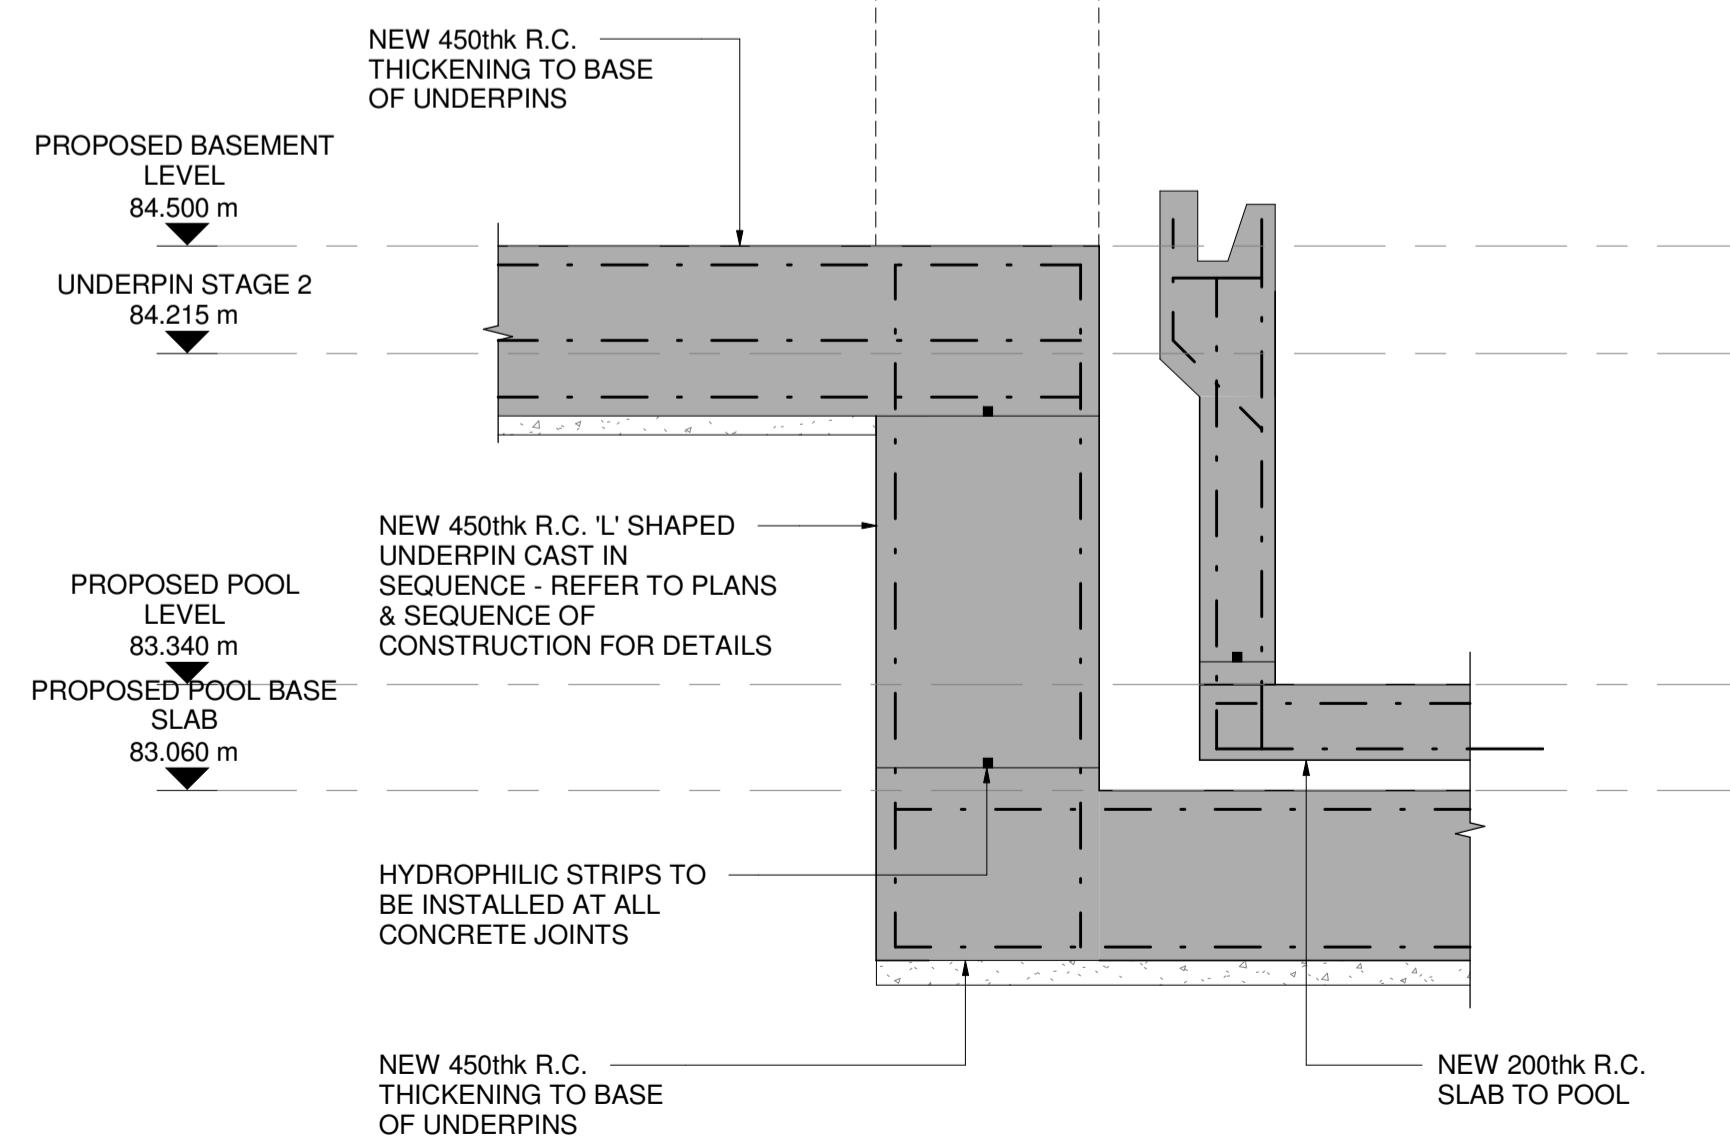 NEW 450thk R.C.
THICKENING TO BASE
OF UNDERPINS
PROPOSED BASEMENT
LEVEL
84.500 m
UNDERPIN STAGE 2
84.215 m
NEW 450thk R.C. 'L' SHAPED
UNDERPIN CAST IN
SEQUENCE - REFER TO PLANS
& SEQUENCE OF
CONSTRUCTION FOR DETAILS
PROPOSED POOL
LEVEL
83.340 m
PROPOSED POOL BASE
SLAB
83.060 m
HYDROPHILIC STRIPS TO
BE INSTALLED AT ALL
CONCRETE JOINTS
NEW 450thk R.C.
THICKENING TO BASE
OF UNDERPINS
NEW 200thk R.C.
SLAB TO POOL